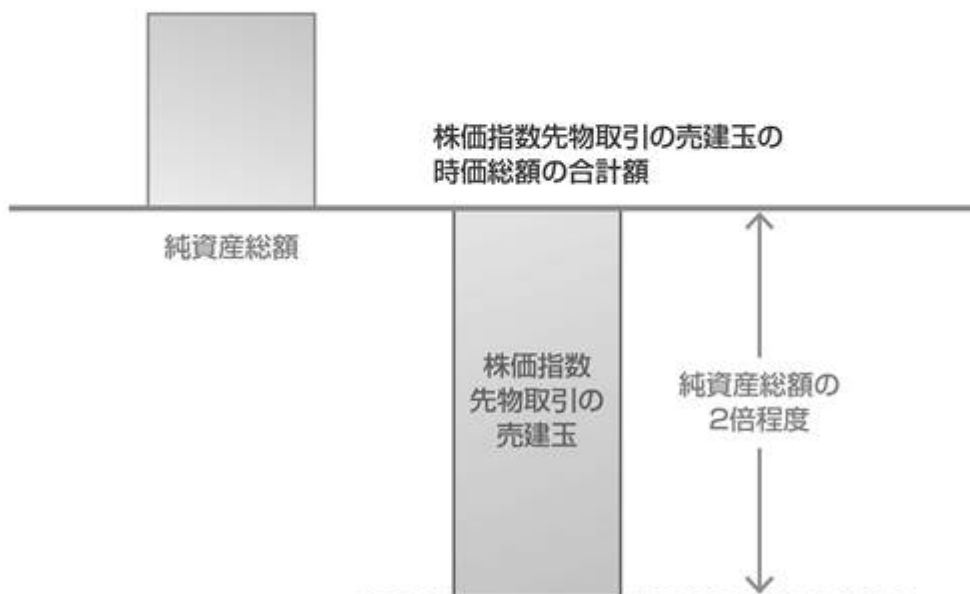 株価指数先物取引の売建玉の
時価総額の合計額
純資産総額
株価指数
先物取引の
売建玉
純資産総額の
2倍程度